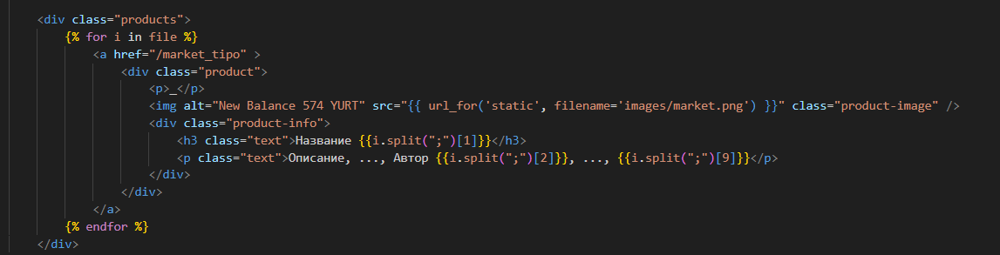 <div class="products">
{% for i in file %}
<a href="/market_tipo" >
<div class="product">
<p>_</p>
<img alt="New Balance 574 YURT" src="{{ url_for('static', filename='images/market.png') }}" class="product-image" />
<div class="product-info">
<h3 class="text">Название {{i.split(";")[1]}}</h3>
<p class="text">Описание, ..., Автор {{i.split(";")[2]}}, ..., {{i.split(";")[9]}}</p>
</div>
</div>
</a>
{% endfor %}
</div>